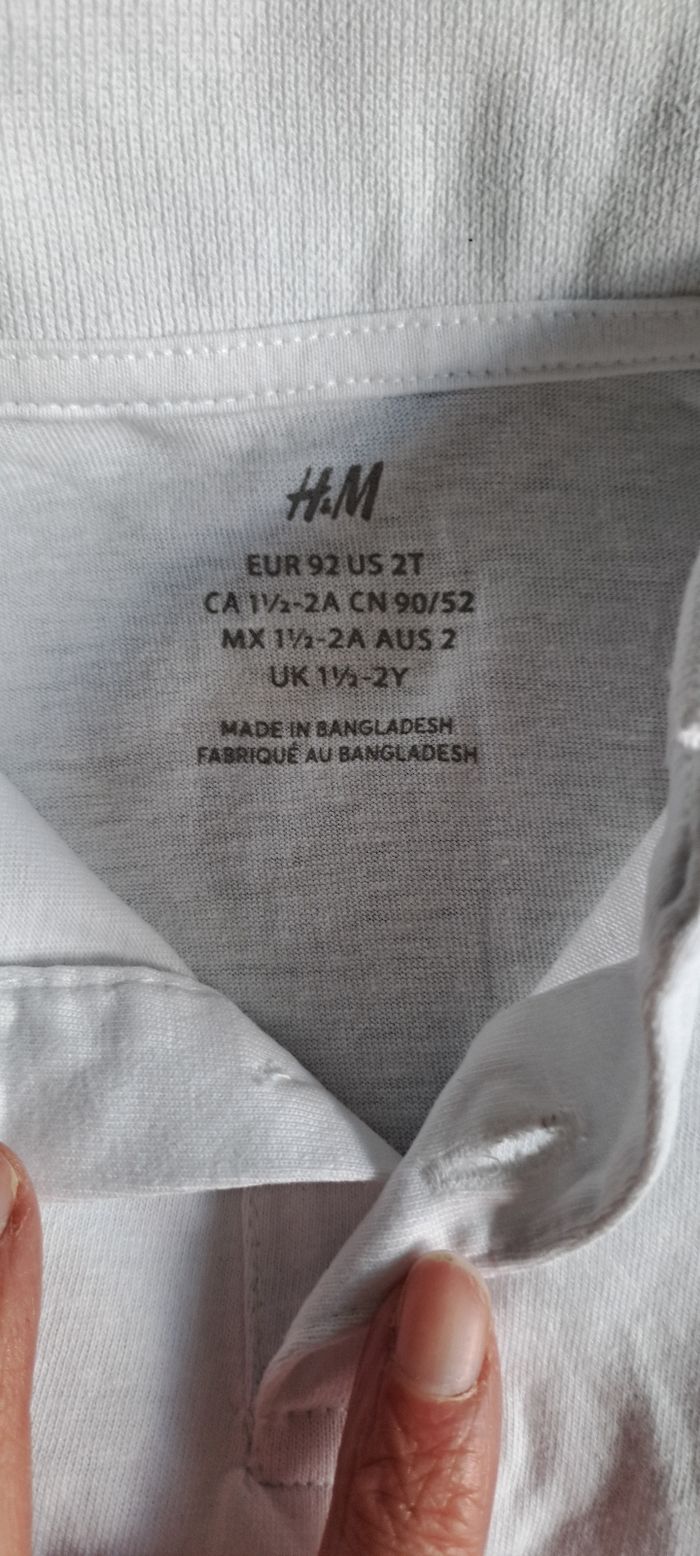 H&M
EUR 92 US 2T
CA 1½-2A CN 90/52
MX 1½-2A AUS 2
UK 1½-2Y
MADE IN BANGLADESH
FABRIQUÉ AU BANGLADESH